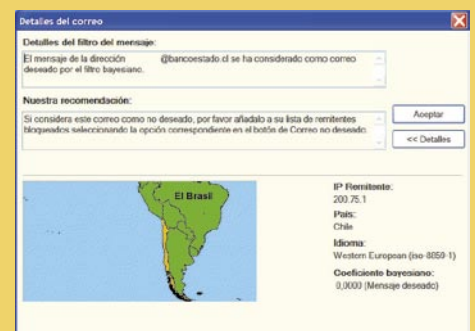 Detalles del correo
Detalles del filtro del mensaje:
El mensaje de la dirección @bancoestado.cl se ha considerado como correo
deseado por el filtro bayesiano.
Nuestra recomendación:
Si considera este correo como no deseado, por favor añadalo a su lista de remitentes
bloqueados seleccionando la opción correspondiente en el botón de Correo no deseado.
Aceptar
<< Detalles
El Brasil
IP Remitente:
200.75.1
País:
Chile
Idioma:
Western European (iso-8859-1)
Coeficiente bayesiano:
0,0000 (Mensaje deseado)